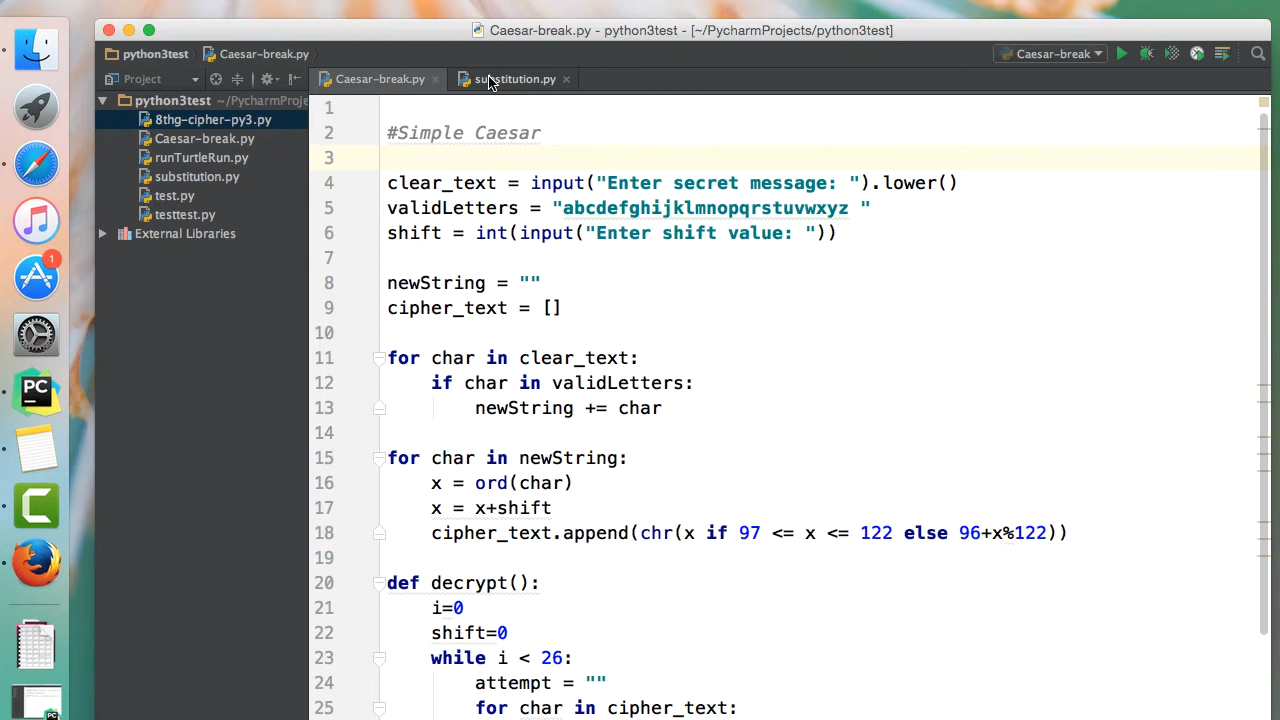 Caesar-break.py - python3test - [~/PycharmProjects/python3test]
python3test Caesar-break.py Caesar-break
Project Caesar-break.py substitution.py
python3test ~/PycharmProje
8thg-cipher-py3.py
Caesar-break.py
runTurtleRun.py
substitution.py
test.py
testtest.py
External Libraries
1
PC
1
2 #Simple Caesar
3
4 clear_text = input("Enter secret message: ").lower()
5 validLetters = "abcdefghijklmnopqrstuvwxyz "
6 shift = int(input("Enter shift value: "))
7
8 newString = ""
9 cipher_text = []
10
11 for char in clear_text:
12 if char in validLetters:
13 newString += char
14
15 for char in newString:
16 x = ord(char)
17 x = x+shift
18 cipher_text.append(chr(x if 97 <= x <= 122 else 96+x%122))
19
20 def decrypt():
21 i=0
22 shift=0
23 while i < 26:
24 attempt = ""
25 for char in cipher_text: